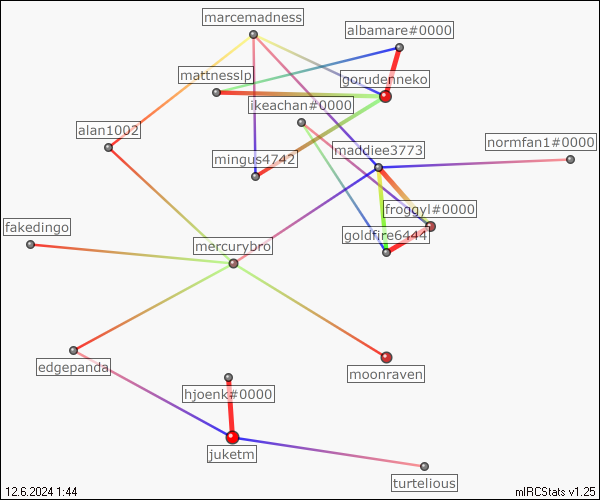 marcemadness
albamare#0000
mattnesslp
gorudenneko
ikeachan#0000
alan1002
normfan1#0000
maddiee3773
mingus4742
froggyl#0000
fakedingo
goldfire6444
mercurybro
edgepanda
moonraven
hjoenk#0000
juketm
turtelious
12.6.2024 1:44
mIRCStats v1.25